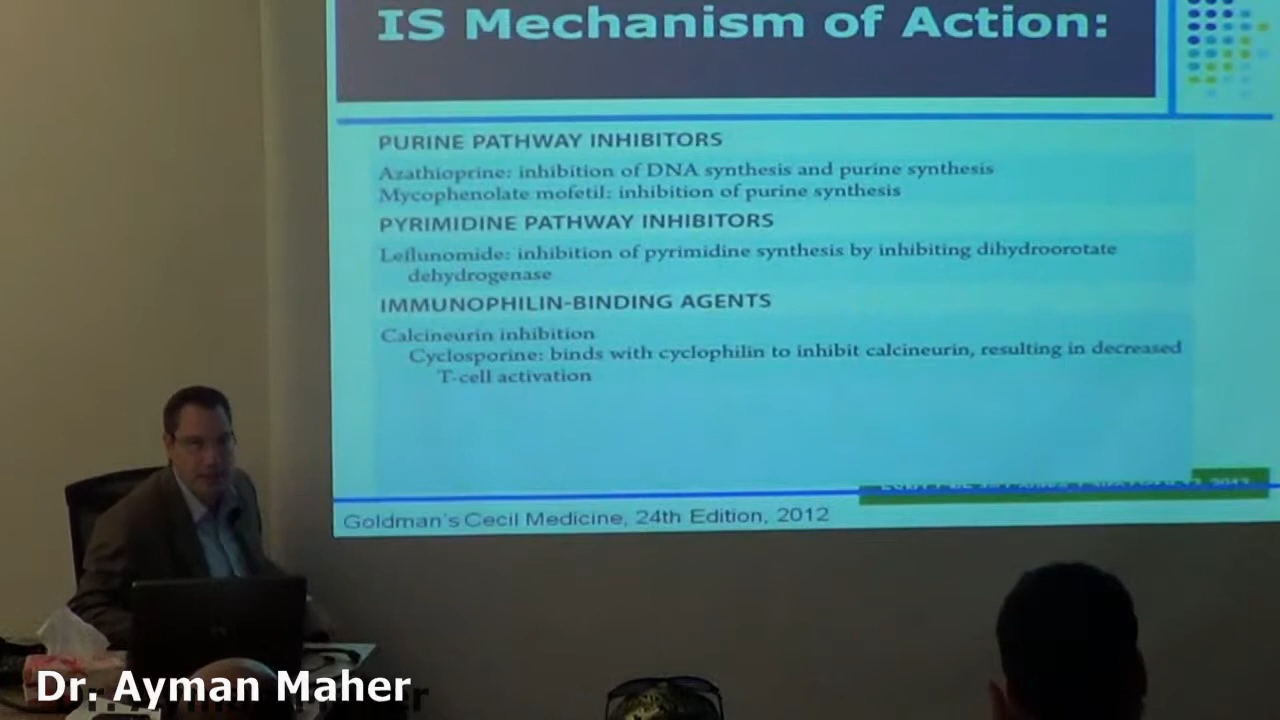 IS Mechanism of Action:
PURINE PATHWAY INHIBITORS
Azathioprine: inhibition of DNA synthesis and purine synthesis
Mycophenolate mofetil: inhibition of purine synthesis
PYRIMIDINE PATHWAY INHIBITORS
Leflunomide: inhibition of pyrimidine synthesis by inhibiting dihydroorotate
dehydrogenase
IMMUNOPHILIN-BINDING AGENTS
Calcineurin inhibition
Cyclosporine: binds with cyclophilin to inhibit calcineurin, resulting in decreased
T-cell activation
Goldman's Cecil Medicine, 24th Edition, 2012
Dr. Ayman Maher